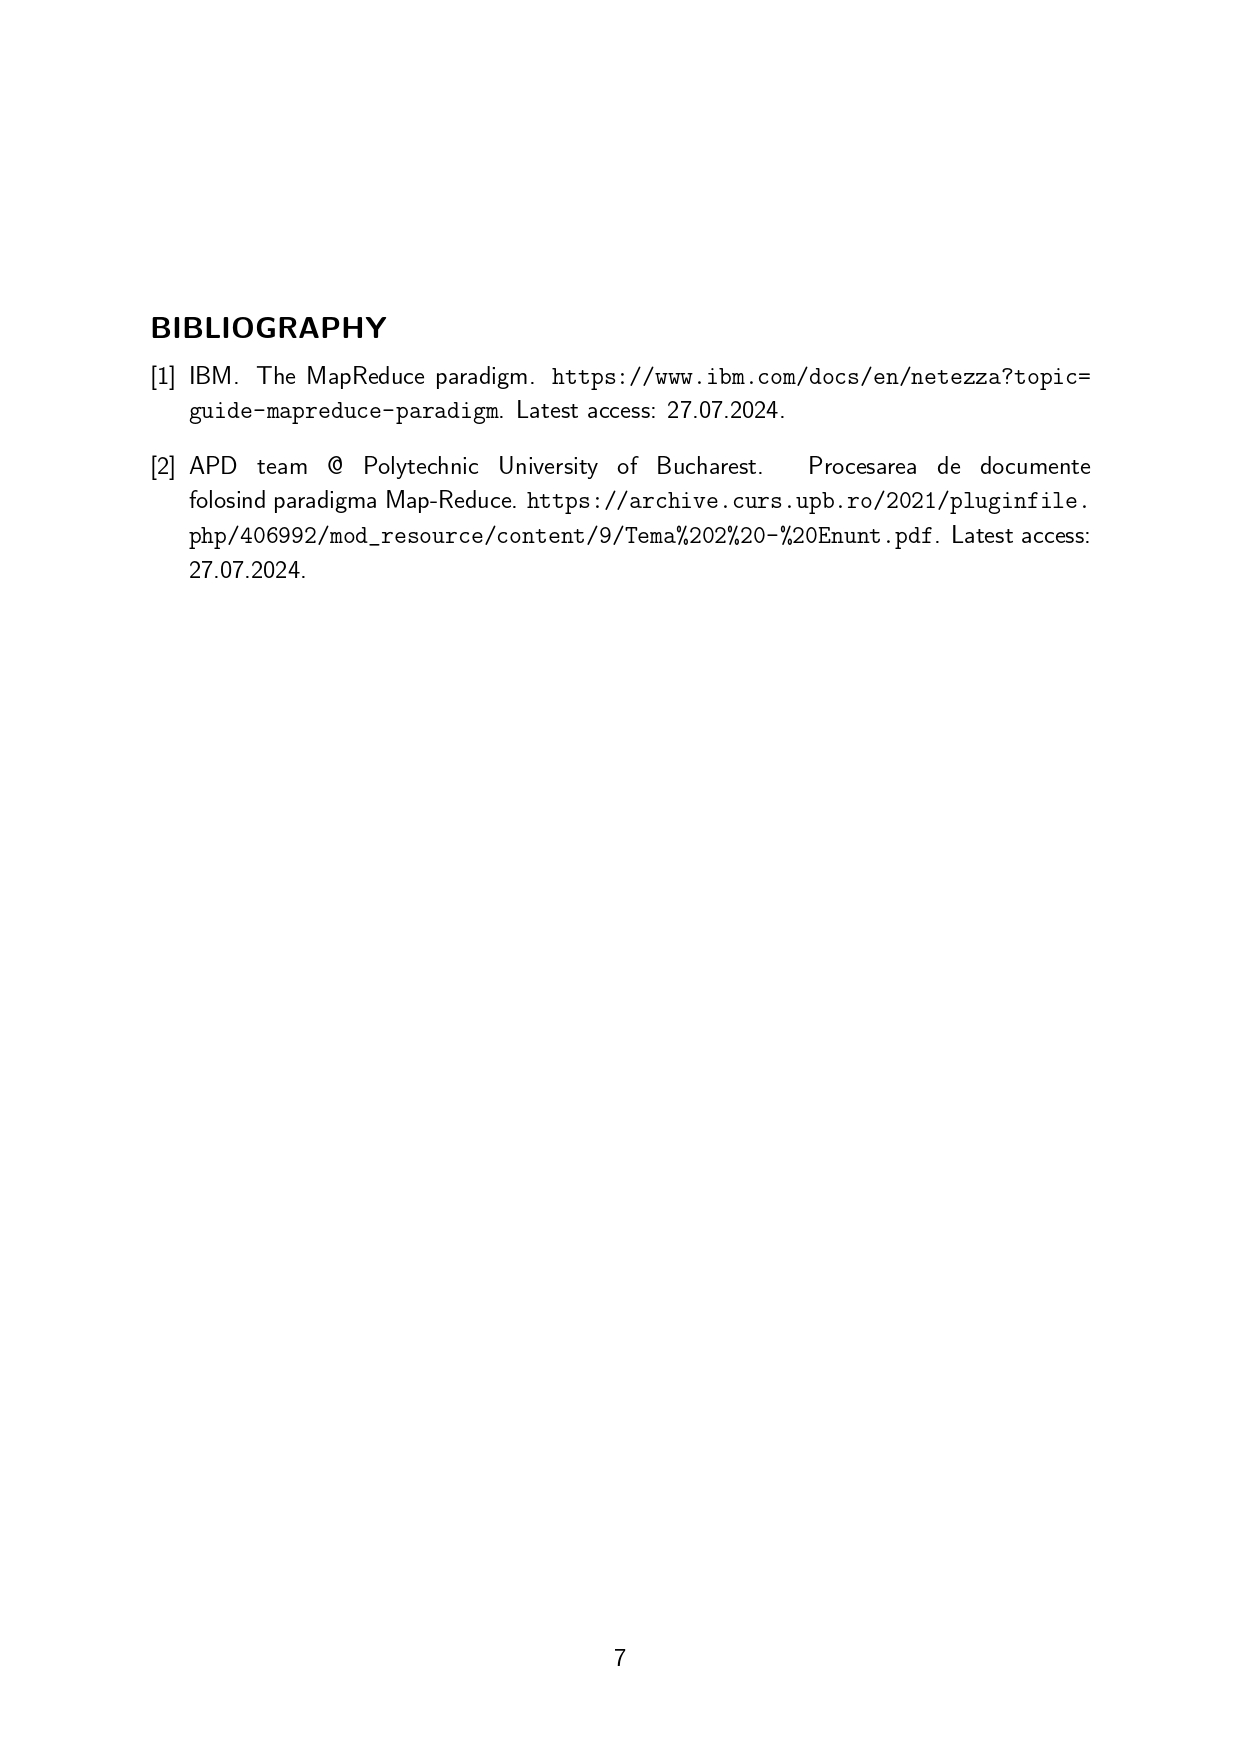 BIBLIOGRAPHY
[1] IBM. The MapReduce paradigm. https://www.ibm.com/docs/en/netezza?topic=
guide-mapreduce-paradigm. Latest access: 27.07.2024.
[2] APD team @ Polytechnic University of Bucharest. Procesarea de documente
folosind paradigma Map-Reduce. https://archive.curs.upb.ro/2021/pluginfile.
php/406992/mod_resource/content/9/Tema%202%20-%20Enunt.pdf. Latest access:
27.07.2024.
7